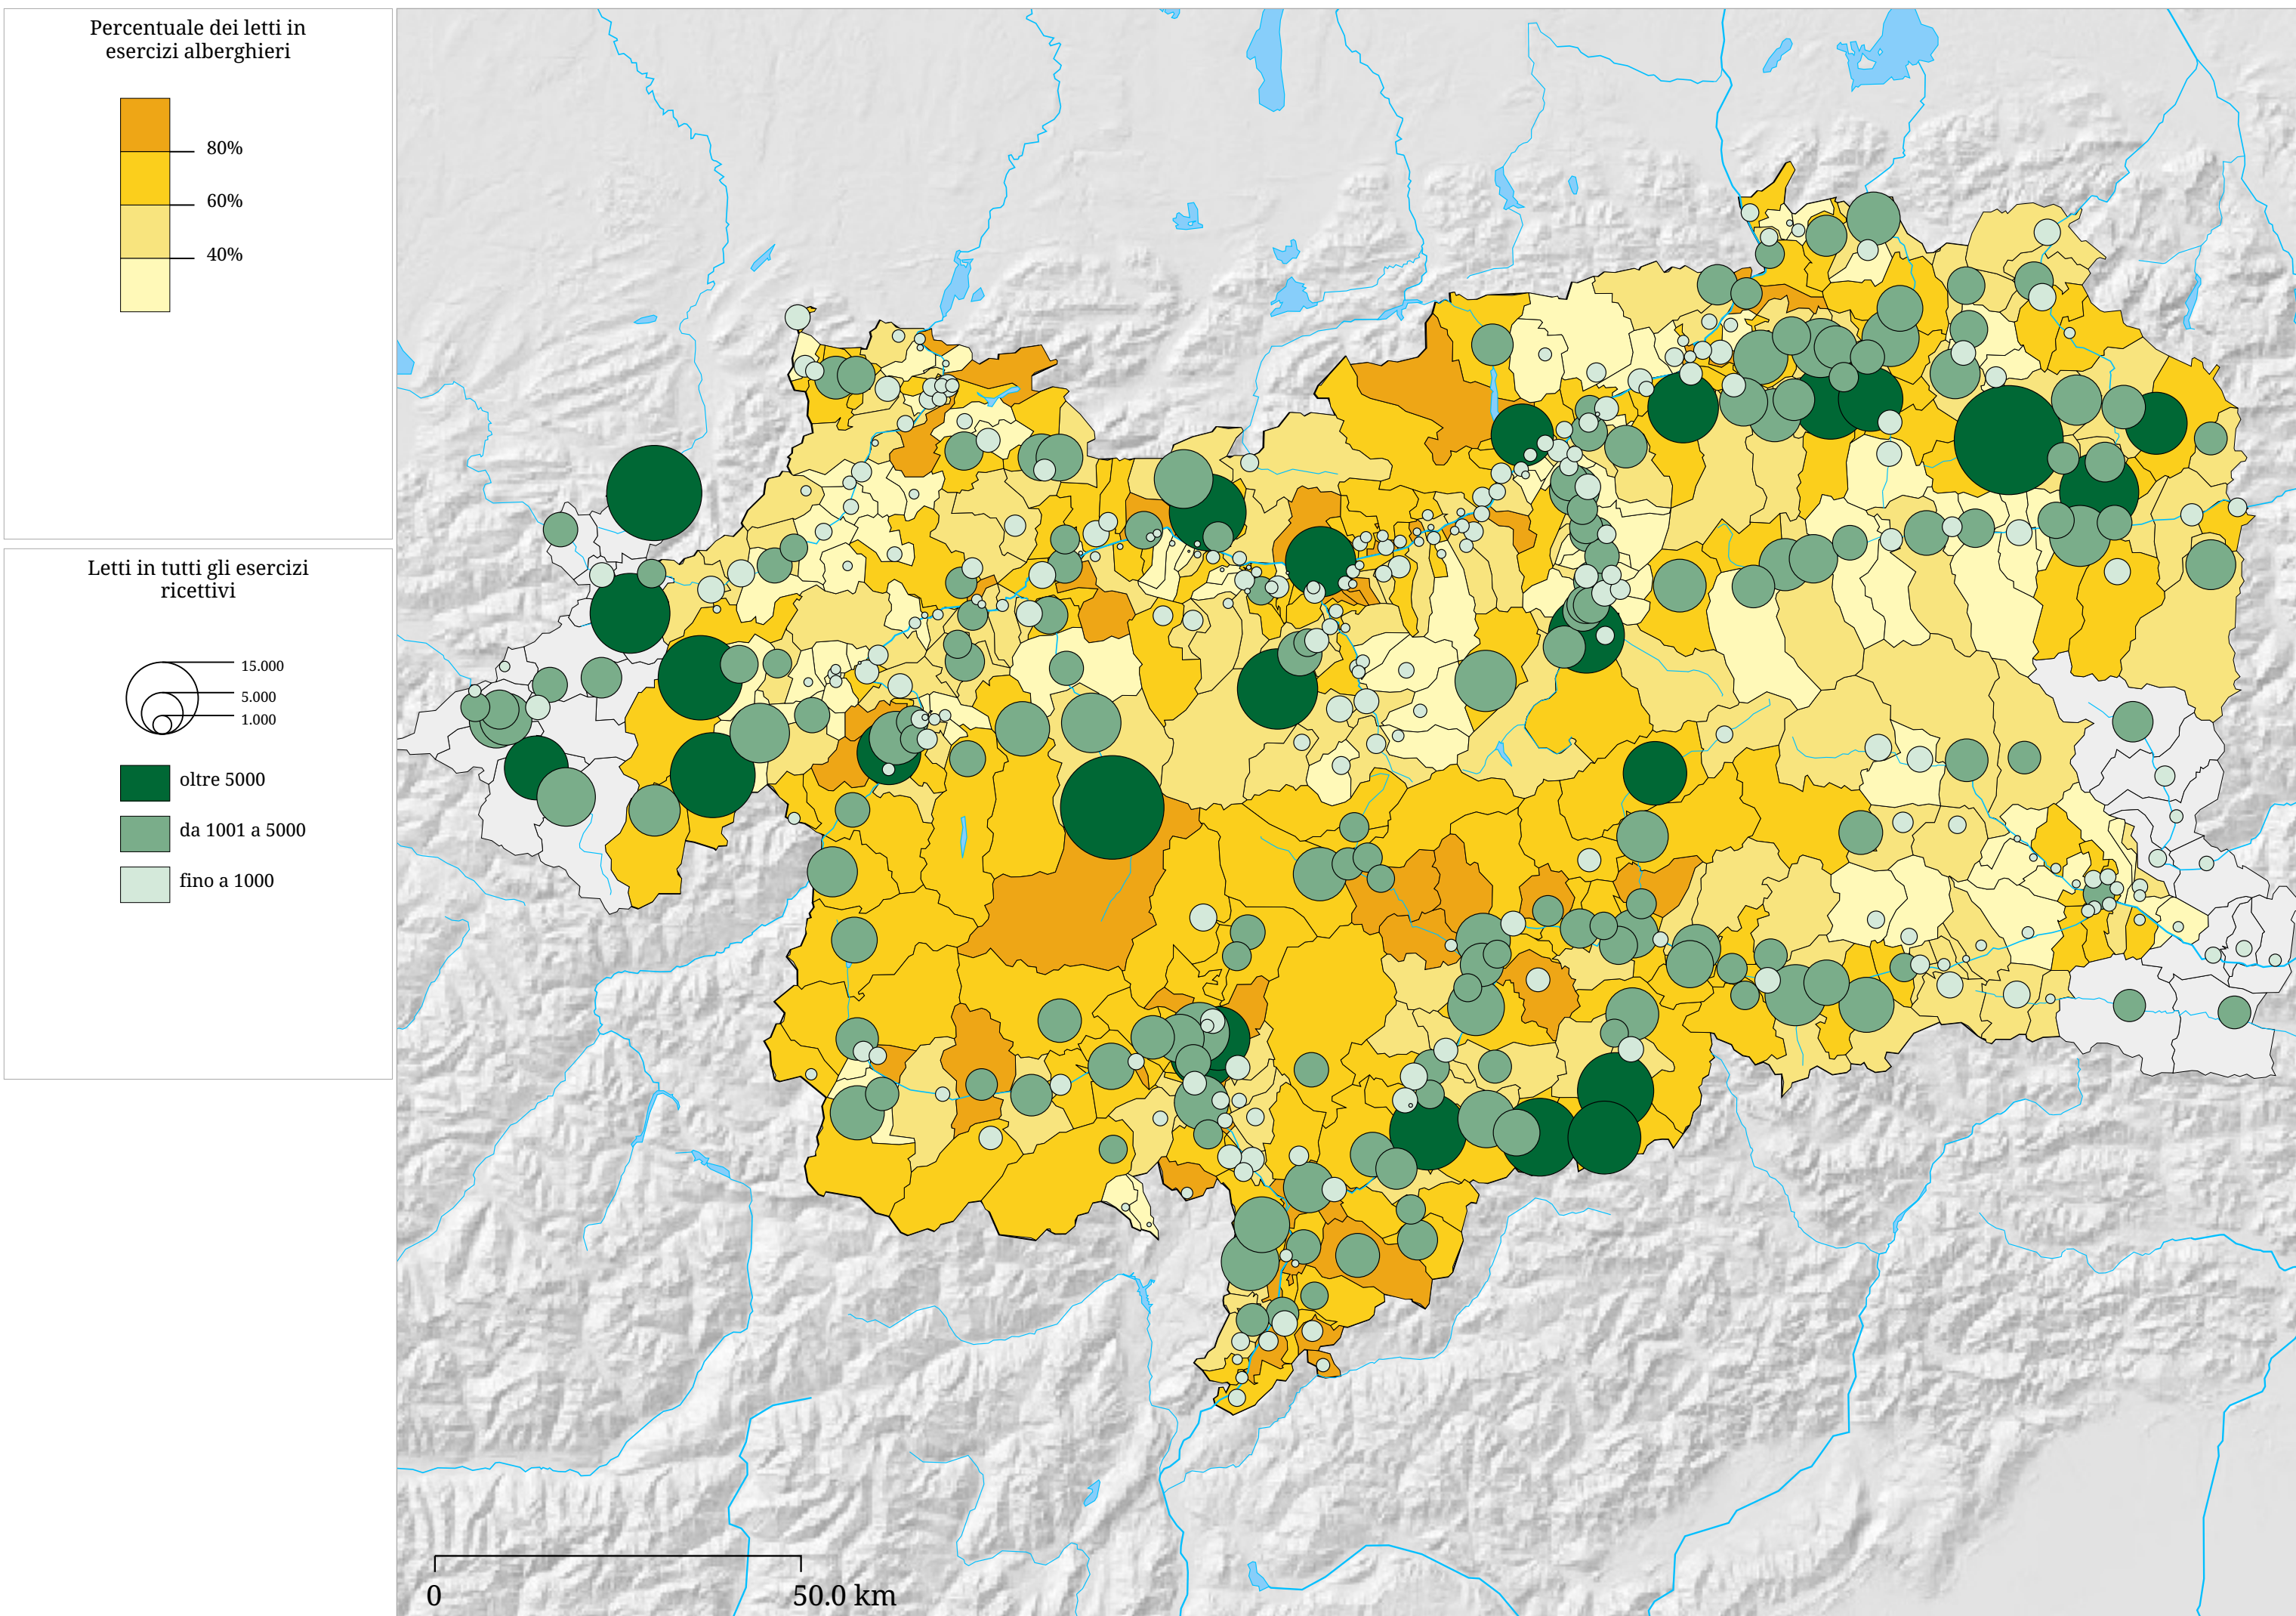 Percentuale dei letti in
esercizi alberghieri
80%
60%
40%
Letti in tutti gli esercizi
ricettivi
15.000
5.000
1.000
oltre 5000
da 1001 a 5000
fino a 1000
0 50.0 km